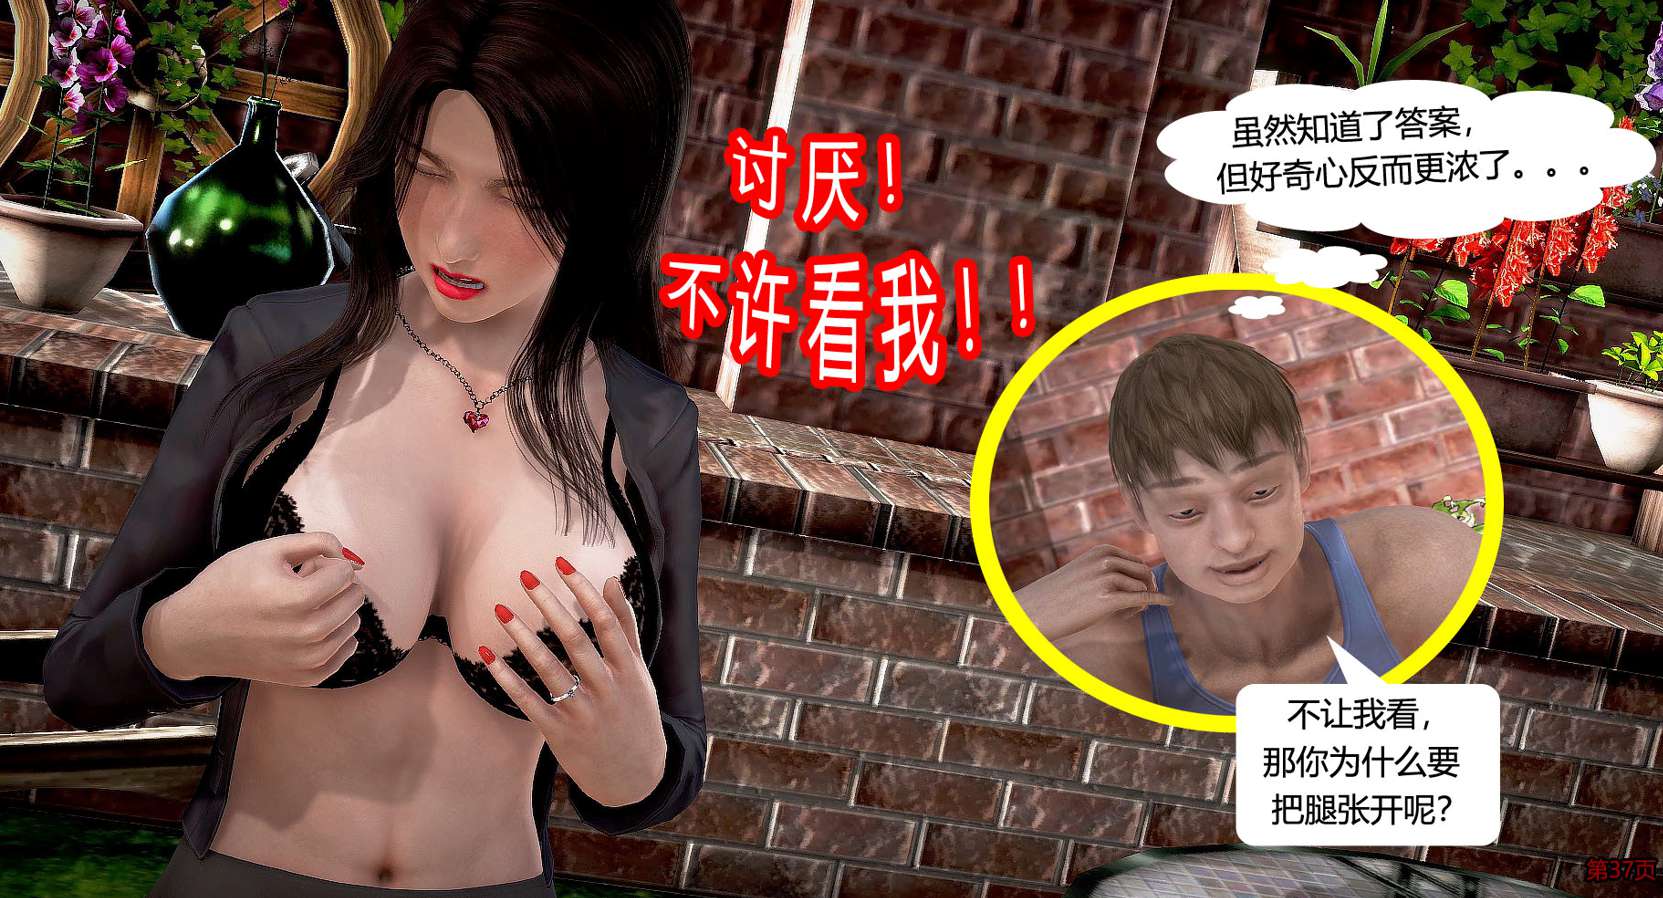 讨厌！
不许看我！！
虽然知道了答案，
但好奇心反而更浓了。。。
不让我看，
那你为什么要
把腿张开呢？
第37页